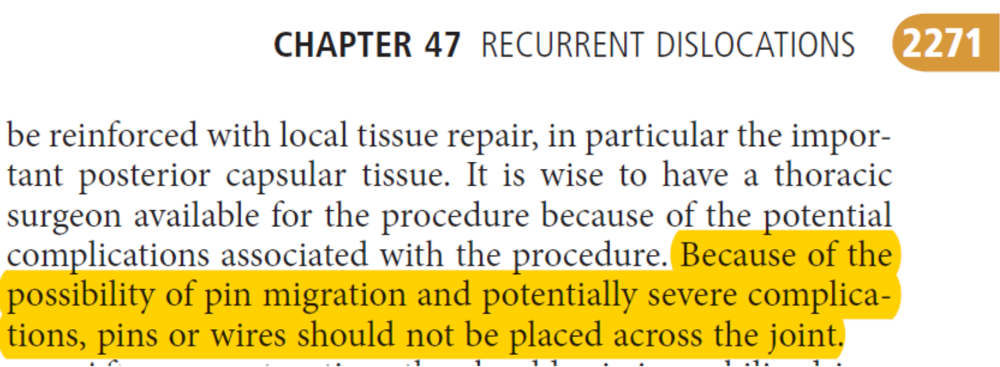 CHAPTER 47 RECURRENT DISLOCATIONS 2271
be reinforced with local tissue repair, in particular the impor-
tant posterior capsular tissue. It is wise to have a thoracic
surgeon available for the procedure because of the potential
complications associated with the procedure. Because of the
possibility of pin migration and potentially severe complica-
tions, pins or wires should not be placed across the joint.